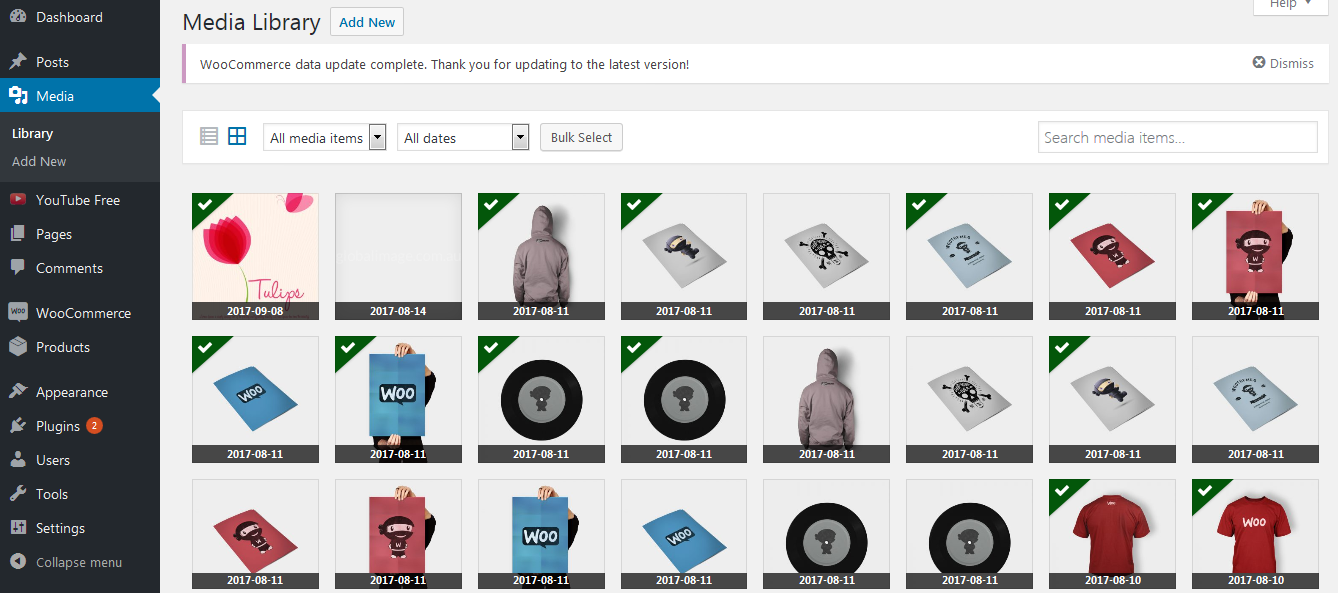 Dashboard
Posts
Media
Library
Add New
YouTube Free
Pages
Comments
WOO WooCommerce
Products
Appearance
Plugins 2
Users
Tools
Settings
Collapse menu
Help
Media Library Add New
WooCommerce data update complete. Thank you for updating to the latest version! Dismiss
All media items All dates Bulk Select Search media items...
Tulips
W
2017-09-08 2017-08-14 2017-08-11 2017-08-11 2017-08-11 2017-08-11 2017-08-11 2017-08-11
WOO WOO
2017-08-11 2017-08-11 2017-08-11 2017-08-11 2017-08-11 2017-08-11 2017-08-11 2017-08-11
W W WOO WOO WOO
2017-08-11 2017-08-11 2017-08-11 2017-08-11 2017-08-11 2017-08-11 2017-08-10 2017-08-10